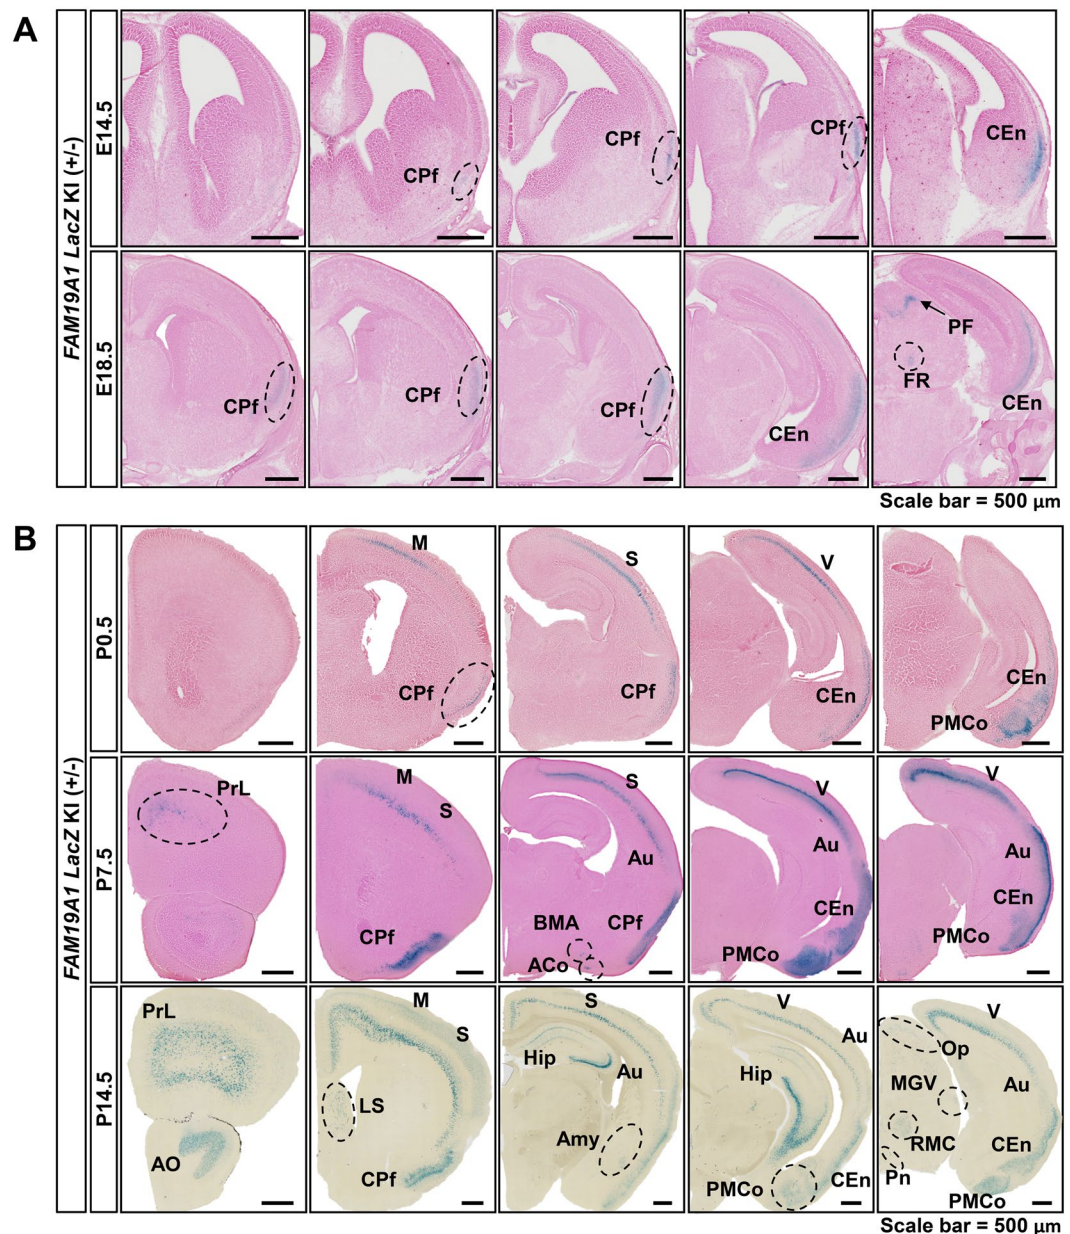 A
FAM19A1 LacZ KI (+/-)
E14.5
CPf
CPf
CPf
CEn
E18.5
CPf
CPf
CPf
CEn
PF
FR
CEn
Scale bar = 500 µm
B
FAM19A1 LacZ KI (+/-)
P0.5
M
CPf
S
CPf
V
CEn
CEn
PMCo
P7.5
PrL
M
S
CPf
S
Au
BMA
CPf
ACo
V
Au
CEn
PMCo
V
Au
CEn
PMCo
P14.5
PrL
AO
M
S
LS
CPf
S
Hip
Au
Amy
V
Au
Hip
PMCo
CEn
V
Op
MGV
Au
RMC
CEn
Pn
PMCo
Scale bar = 500 µm